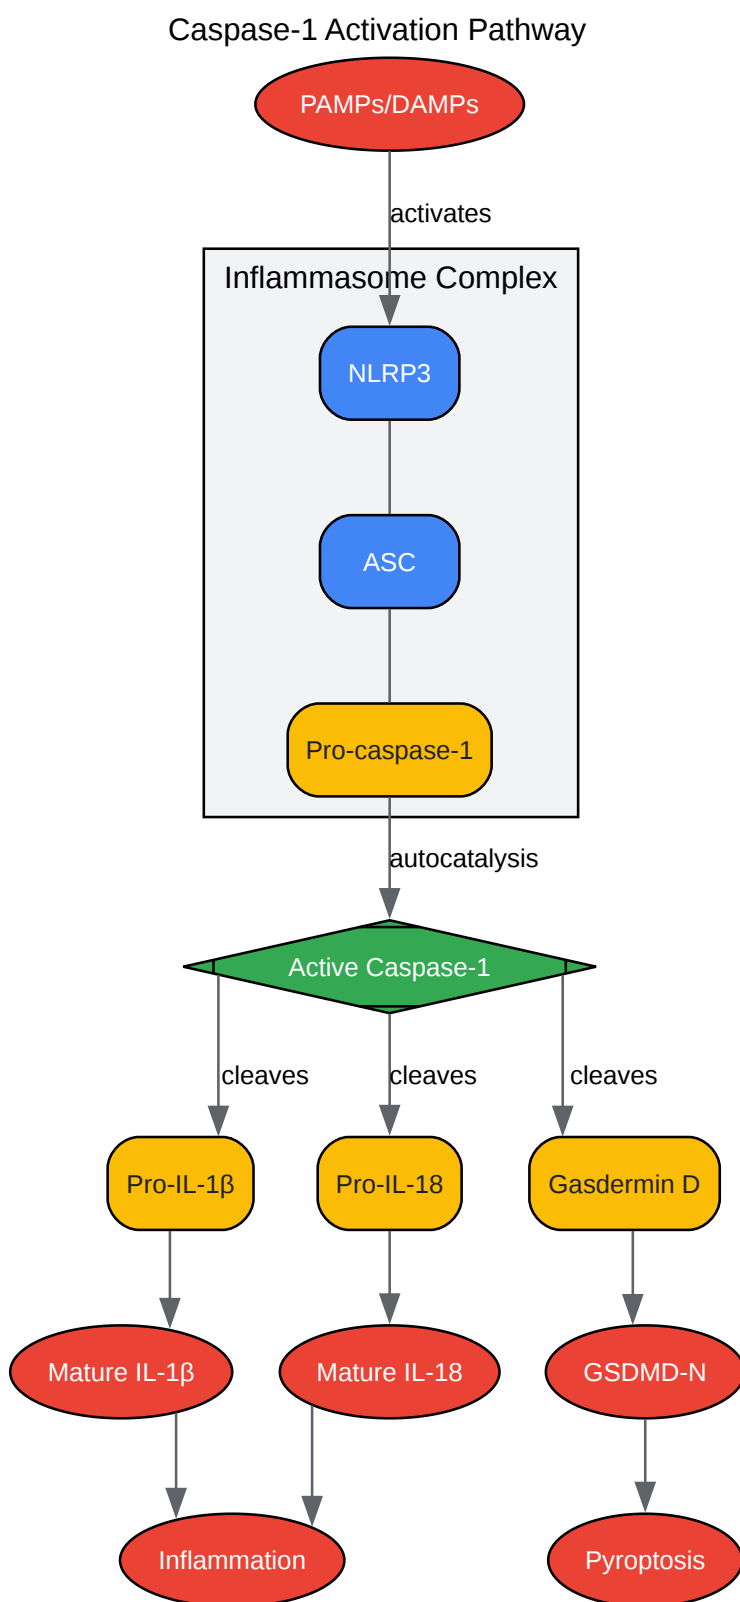 Caspase-1 Activation Pathway
PAMPs/DAMPs
activates
Inflammasome Complex
NLRP3
ASC
Pro-caspase-1
autocatalysis
Active Caspase-1
cleaves
cleaves
cleaves
Pro-IL-1β
Pro-IL-18
Gasdermin D
Mature IL-1β
Mature IL-18
GSDMD-N
Inflammation
Pyroptosis